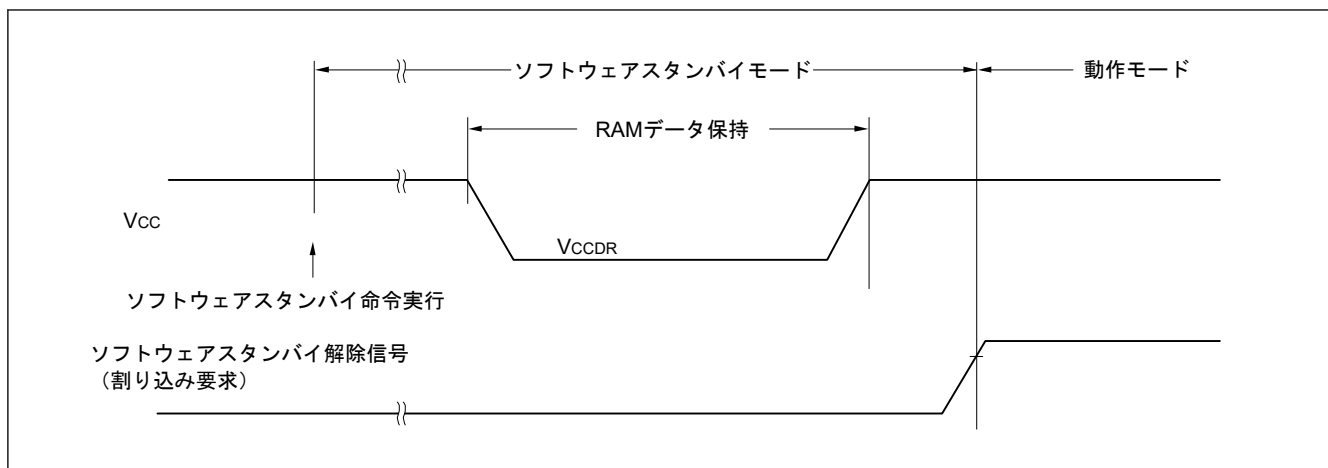 ソフトウェアスタンバイモード
動作モード
RAMデータ保持
VCC
VCCDR
ソフトウェアスタンバイ命令実行
ソフトウェアスタンバイ解除信号
（割り込み要求）